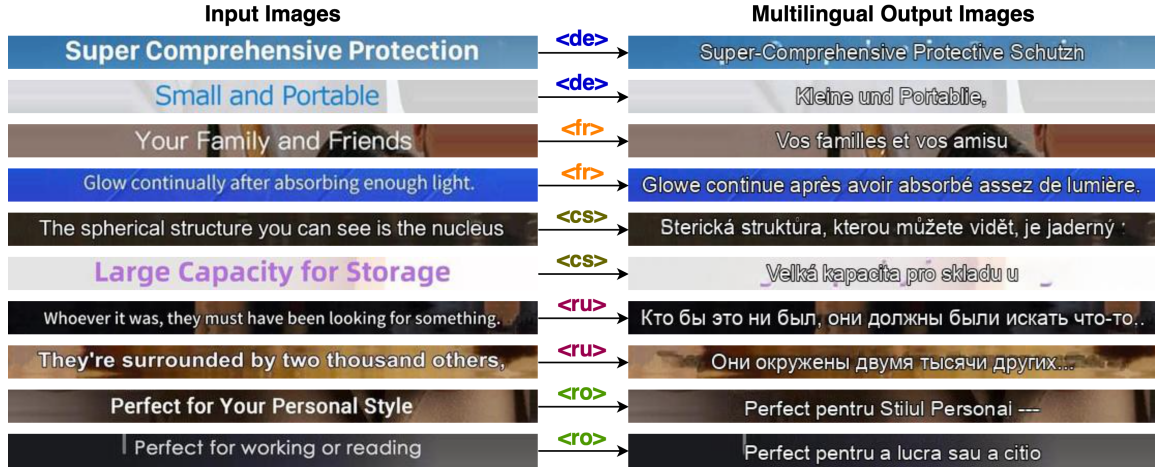 Input Images Multilingual Output Images
Super Comprehensive Protection <de> Super-Comprehensive Protective Schutzh
Small and Portable <de> Kleine und Portablie,
Your Family and Friends <fr> Vos familles et vos amisu
Glow continually after absorbing enough light. <fr> Glowe continue après avoir absorbé assez de lumière.
The spherical structure you can see is the nucleus <cs> Sterická struktůra, kterou můžete vidět, je jaderný :
Large Capacity for Storage <cs> Velká kapacita pro skladu u
Whoever it was, they must have been looking for something. <ru> Кто бы это ни был, они должны были искать что-то..
They're surrounded by two thousand others, <ru> Они окружены двумя тысячи других...
Perfect for Your Personal Style <ro> Perfect pentru Stilul Personai ---
Perfect for working or reading <ro> Perfect pentru a lucra sau a citio